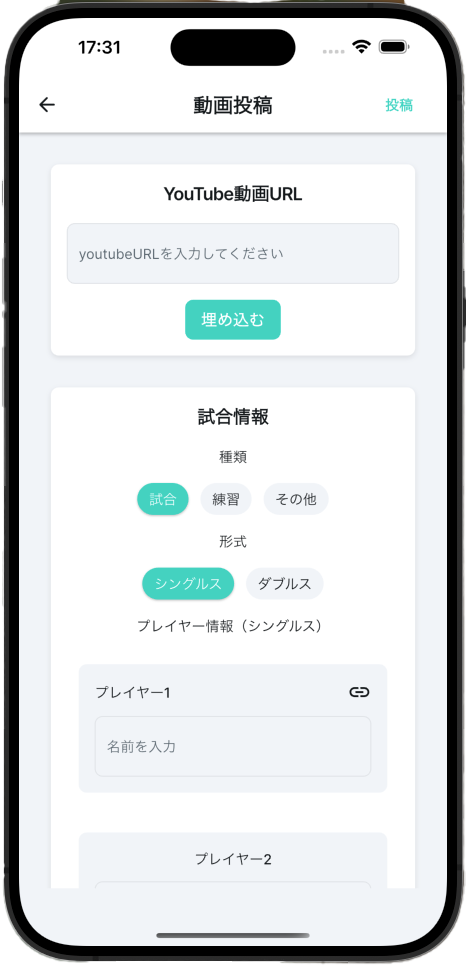 17:31
動画投稿
投稿
YouTube動画URL
youtubeURLを入力してください
埋め込む
試合情報
種類
試合 練習 その他
形式
シングルス ダブルス
プレイヤー情報（シングルス）
プレイヤー1
名前を入力
プレイヤー2